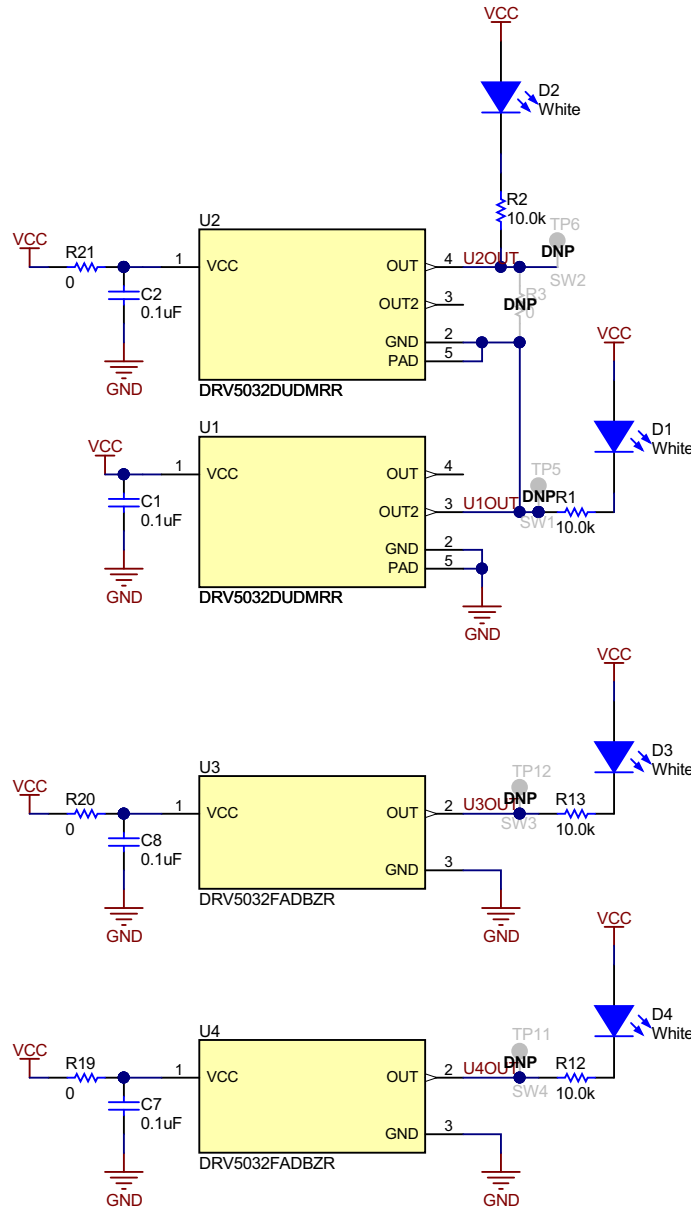 VCC
D2
White
R2
10.0k
TP6
DNP
SW2
U2
VCC
R21
0
C2
0.1uF
GND
1
VCC
OUT
4
U2OUT
OUT2
3
GND
2
PAD
5
DRV5032DUDMRR
R3
DNP
0
VCC
D1
White
U1
VCC
C1
0.1uF
GND
1
VCC
OUT
4
OUT2
3
U1OUT
GND
2
PAD
5
DRV5032DUDMRR
GND
TP5
DNP
SW1
R1
10.0k
VCC
D3
White
U3
VCC
R20
0
C8
0.1uF
GND
1
VCC
OUT
2
U3OUT
GND
3
DRV5032FADBZR
GND
TP12
DNP
SW3
R13
10.0k
VCC
D4
White
U4
VCC
R19
0
C7
0.1uF
GND
1
VCC
OUT
2
U4OUT
GND
3
DRV5032FADBZR
GND
TP11
DNP
SW4
R12
10.0k